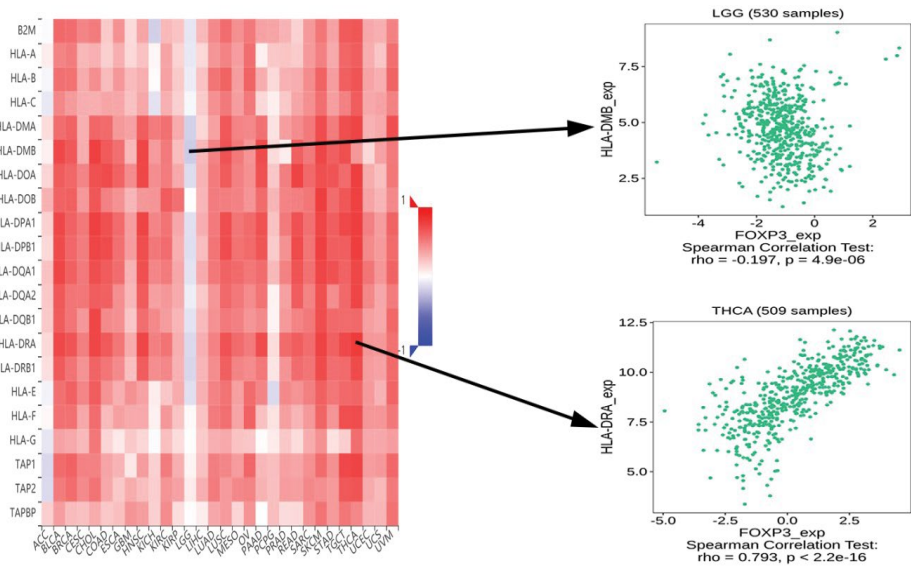 B2M
HLA-A
HLA-B
HLA-C
HLA-DMA
HLA-DMB
HLA-DOA
HLA-DOB
HLA-DPA1
HLA-DPB1
HLA-DQA1
HLA-DQA2
HLA-DQB1
HLA-DRA
HLA-DRB1
HLA-E
HLA-F
HLA-G
TAP1
TAP2
TAPBP
ACC BLCA BRCA CESC CHOL COAD ESCA GBM HNSC KICH KIRC KIRP LGG LIHC LUAD LUSC MESO OV PAAD PCPG PRAD READ SARC SKCM STAD TGCT THCA UCEC UCS UVM
1
-1
LGG (530 samples)
HLA-DMB_exp
7.5
5.0
2.5
-4 -2 0 2
FOXP3_exp
Spearman Correlation Test:
rho = -0.197, p = 4.9e-06
THCA (509 samples)
HLA-DRA_exp
12.5
10.0
7.5
5.0
-5.0 -2.5 0.0 2.5
FOXP3_exp
Spearman Correlation Test:
rho = 0.793, p < 2.2e-16